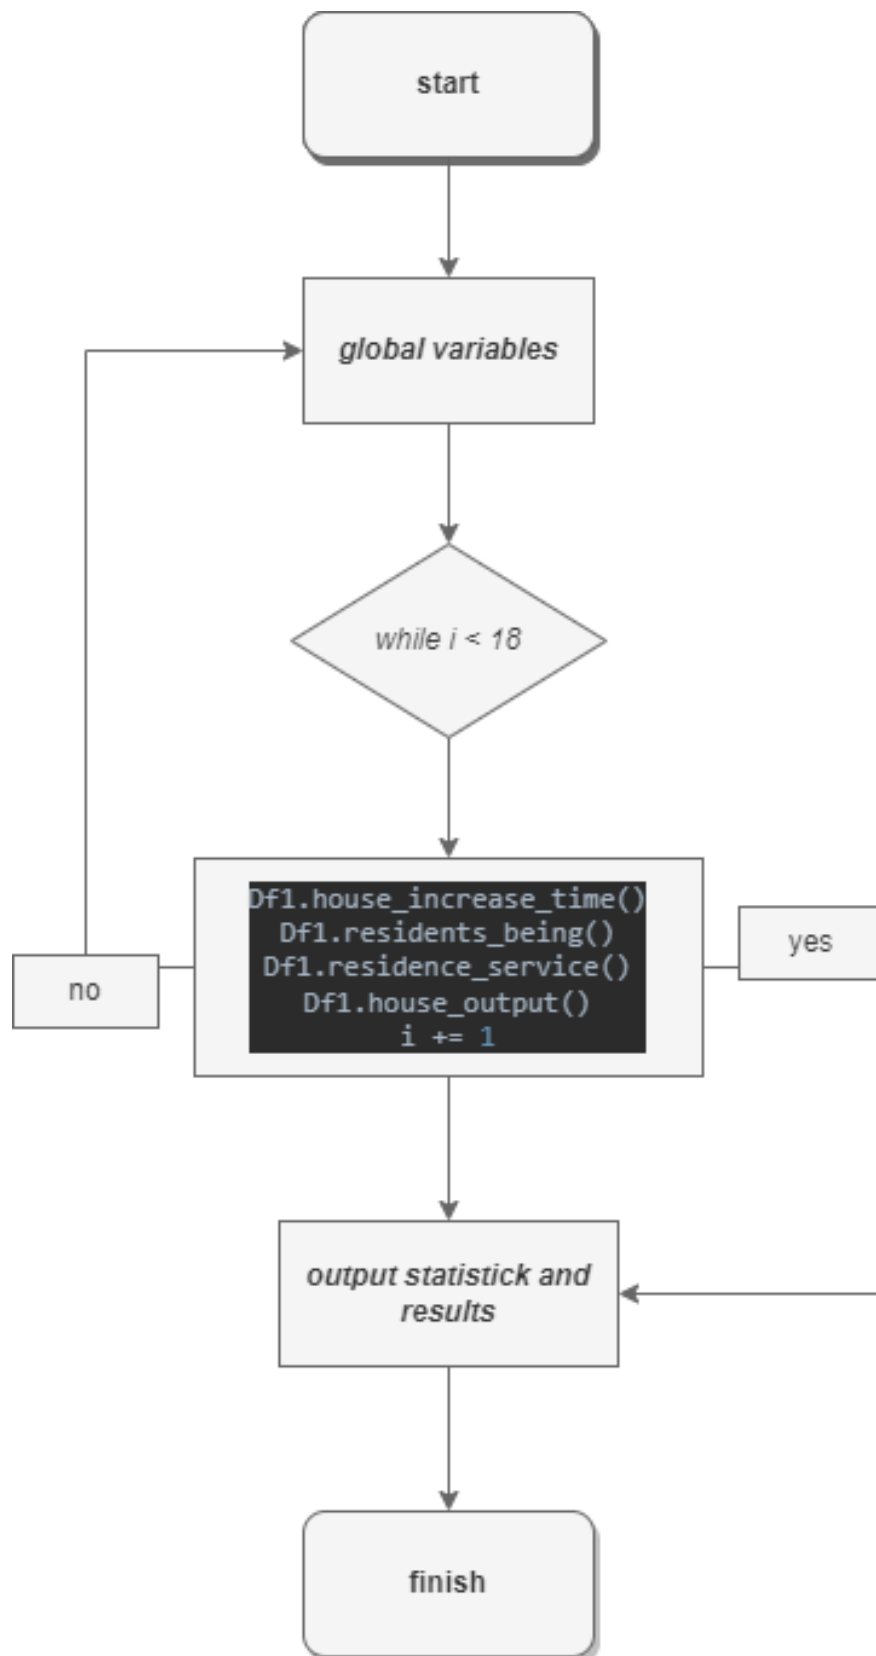 start
global variables
while i < 18
Df1.house_increase_time()
Df1.residents_being()
Df1.residence_service()
Df1.house_output()
i += 1
yes
no
output statistick and
results
finish